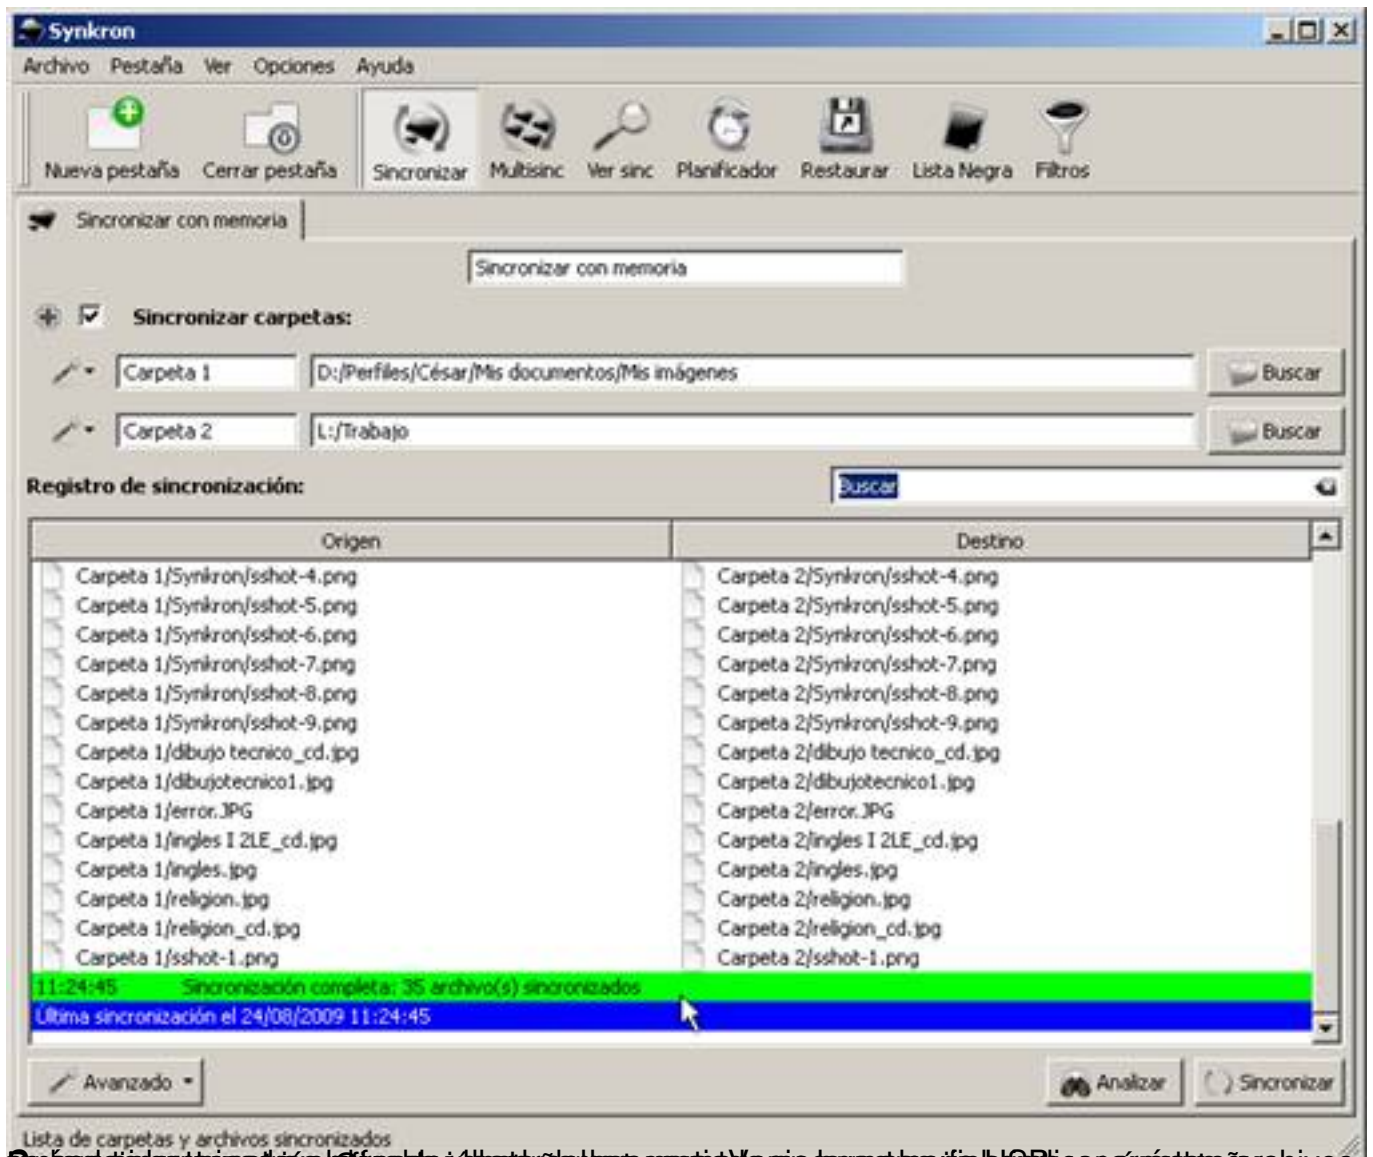 Synkron
Archivo Pestaña Ver Opciones Ayuda
Nueva pestaña Cerrar pestaña Sincronizar Multisinc Ver sinc Planificador Restaurar Lista Negra Filtros
Sincronizar con memoria
Sincronizar con memoria
Sincronizar carpetas:
Carpeta 1 D:/Perfiles/César/Mis documentos/Mis imágenes Buscar
Carpeta 2 L:/Trabajo Buscar
Registro de sincronización: Buscar
Origen Destino
Carpeta 1/Synkron/sshot-4.png Carpeta 2/Synkron/sshot-4.png
Carpeta 1/Synkron/sshot-5.png Carpeta 2/Synkron/sshot-5.png
Carpeta 1/Synkron/sshot-6.png Carpeta 2/Synkron/sshot-6.png
Carpeta 1/Synkron/sshot-7.png Carpeta 2/Synkron/sshot-7.png
Carpeta 1/Synkron/sshot-8.png Carpeta 2/Synkron/sshot-8.png
Carpeta 1/Synkron/sshot-9.png Carpeta 2/Synkron/sshot-9.png
Carpeta 1/dibujo tecnico_cd.jpg Carpeta 2/dibujo tecnico_cd.jpg
Carpeta 1/dibujotecnico1.jpg Carpeta 2/dibujotecnico1.jpg
Carpeta 1/error.JPG Carpeta 2/error.JPG
Carpeta 1/ingles I 2LE_cd.jpg Carpeta 2/ingles I 2LE_cd.jpg
Carpeta 1/ingles.jpg Carpeta 2/ingles.jpg
Carpeta 1/religion.jpg Carpeta 2/religion.jpg
Carpeta 1/religion_cd.jpg Carpeta 2/religion_cd.jpg
Carpeta 1/sshot-1.png Carpeta 2/sshot-1.png
11:24:45 Sincronización completa: 35 archivo(s) sincronizados
Última sincronización el 24/08/2009 11:24:45
Avanzado Analizar Sincronizar
Lista de carpetas y archivos sincronizados